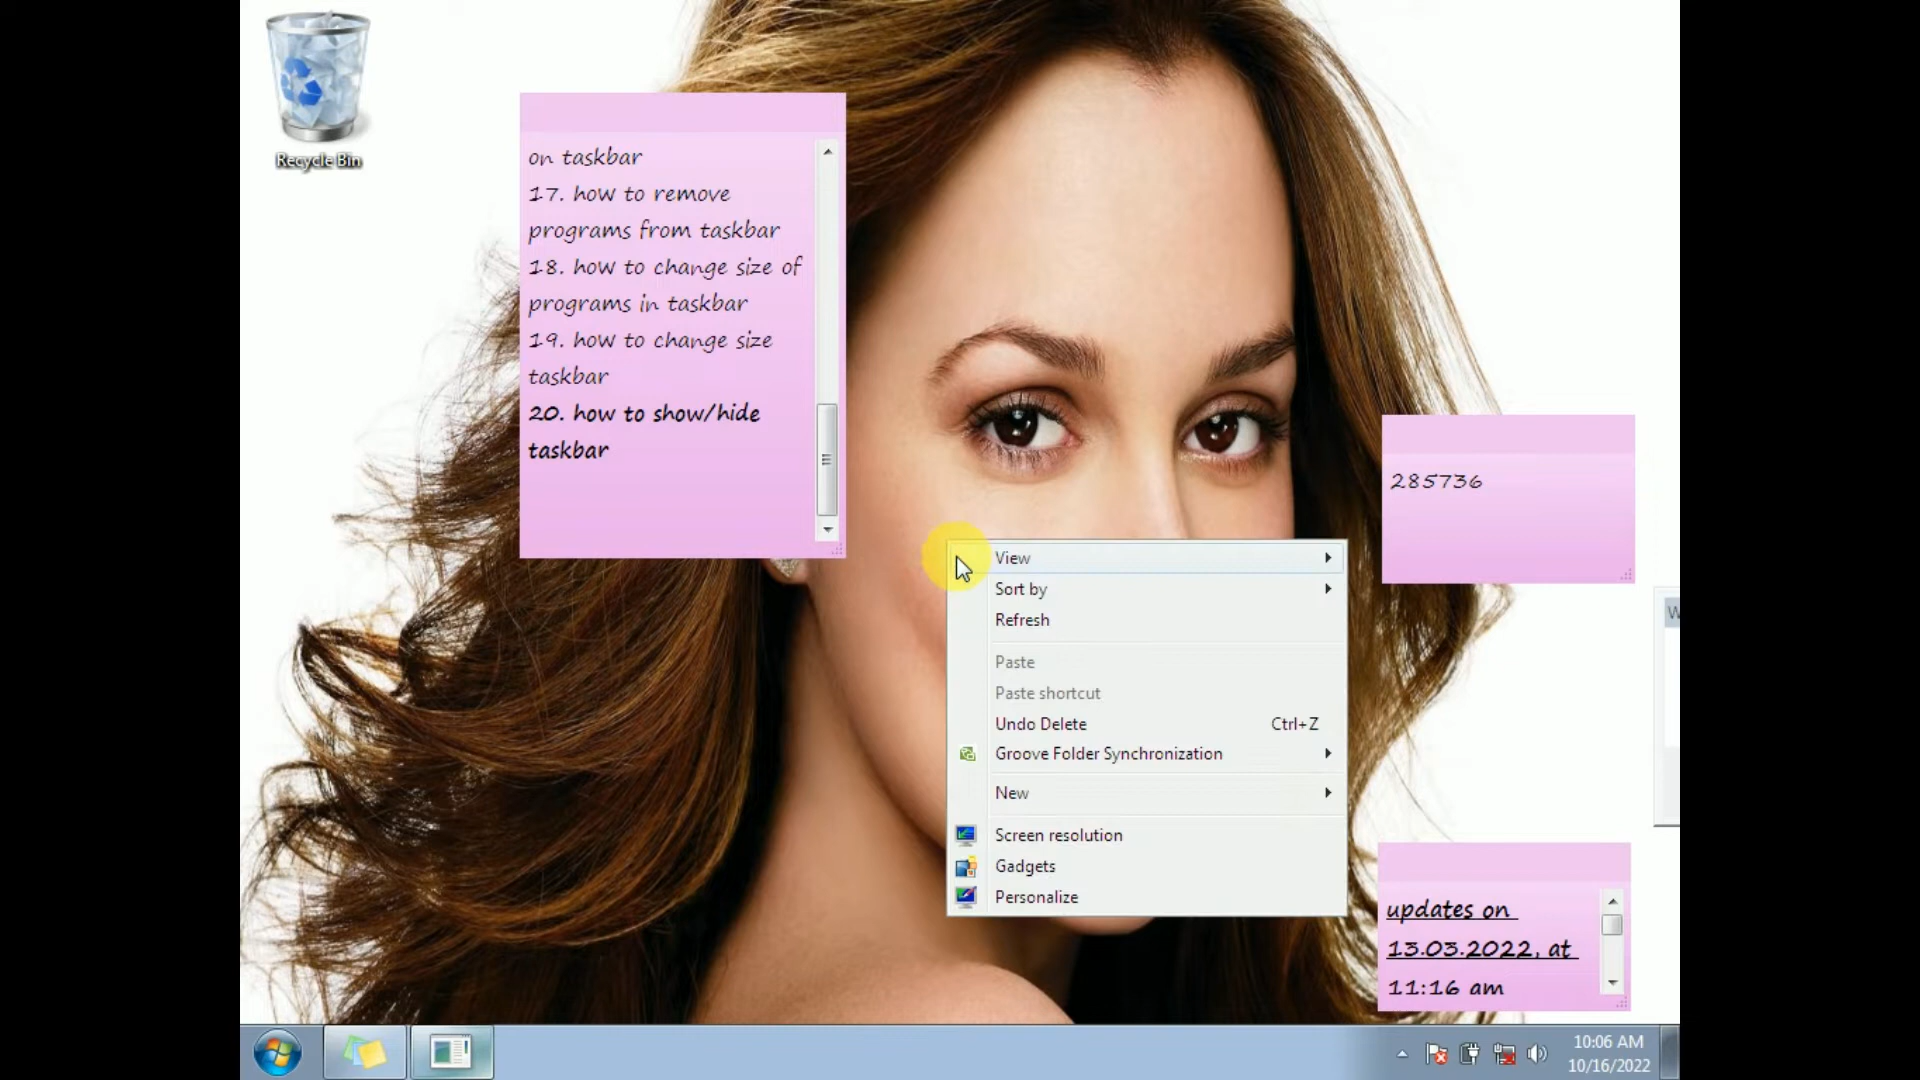 Recycle Bin
on taskbar
17. how to remove
programs from taskbar
18. how to change size of
programs in taskbar
19. how to change size
taskbar
20. how to show/hide
taskbar
285736
View
Sort by
Refresh
Paste
Paste shortcut
Undo Delete Ctrl+Z
Groove Folder Synchronization
New
Screen resolution
Gadgets
Personalize
updates on
13.03.2022, at
11:16 am
10:06 AM
10/16/2022